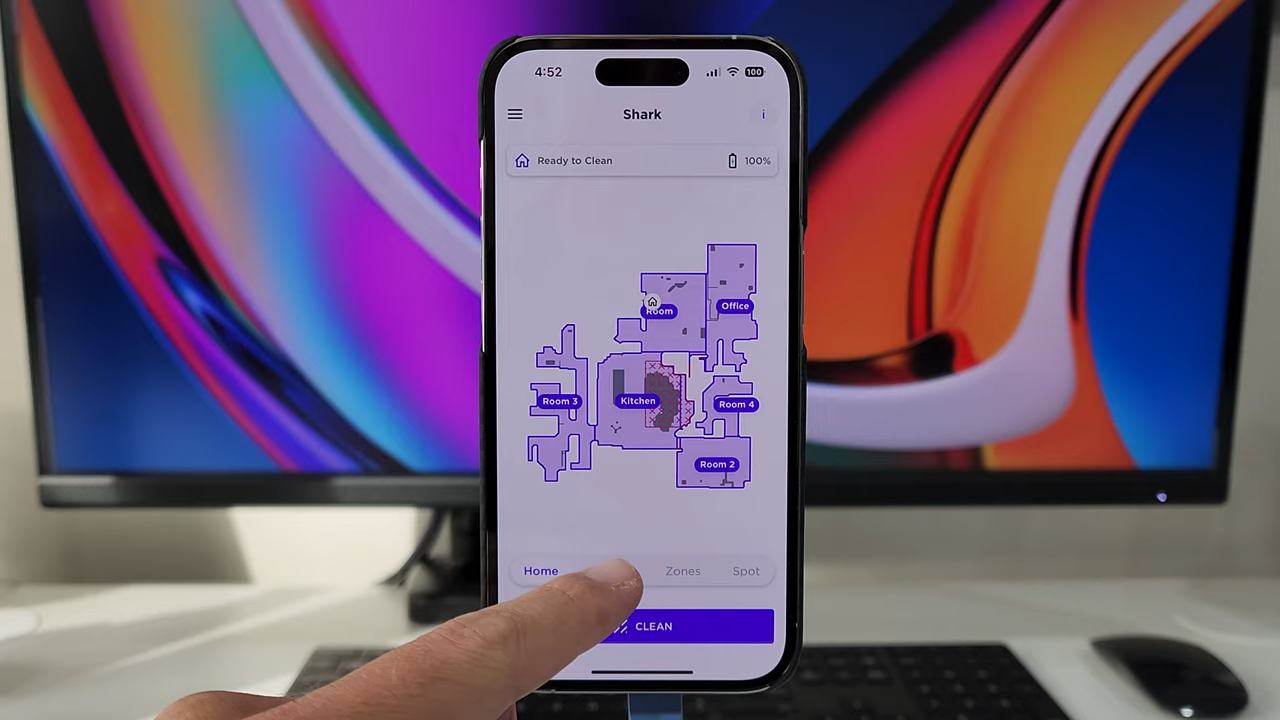 4:52
100
Shark
i
Ready to Clean
100%
Office
Room
Room 3
Kitchen
Room 4
Room 2
Home
Zones
Spot
CLEAN